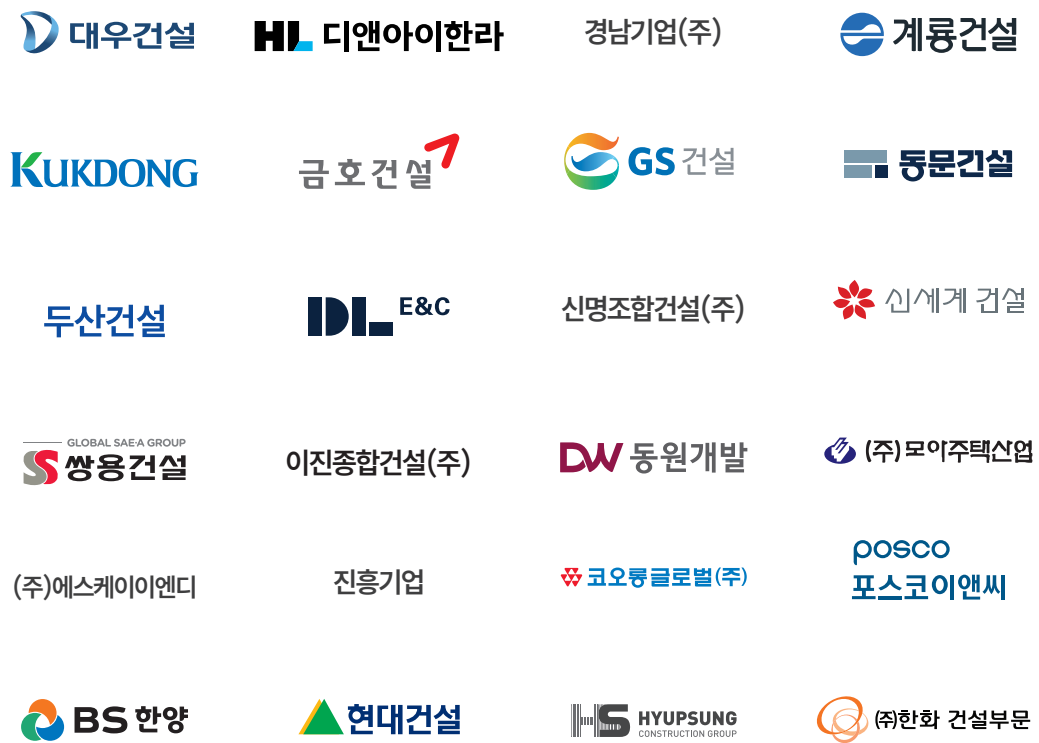 대우건설
HL 디앤아이한라
경남기업(주)
계룡건설
KUKDONG
금호건설
GS 건설
동문건설
두산건설
DL E&C
신명조합건설(주)
신세계 건설
GLOBAL SAE·A GROUP
쌍용건설
이진종합건설(주)
DW 동원개발
(주)모아주택산업
(주)에스케이이엔디
진흥기업
코오롱글로벌(주)
posco
포스코이앤씨
BS 한양
현대건설
HS HYUPSUNG
CONSTRUCTION GROUP
㈜한화 건설부문